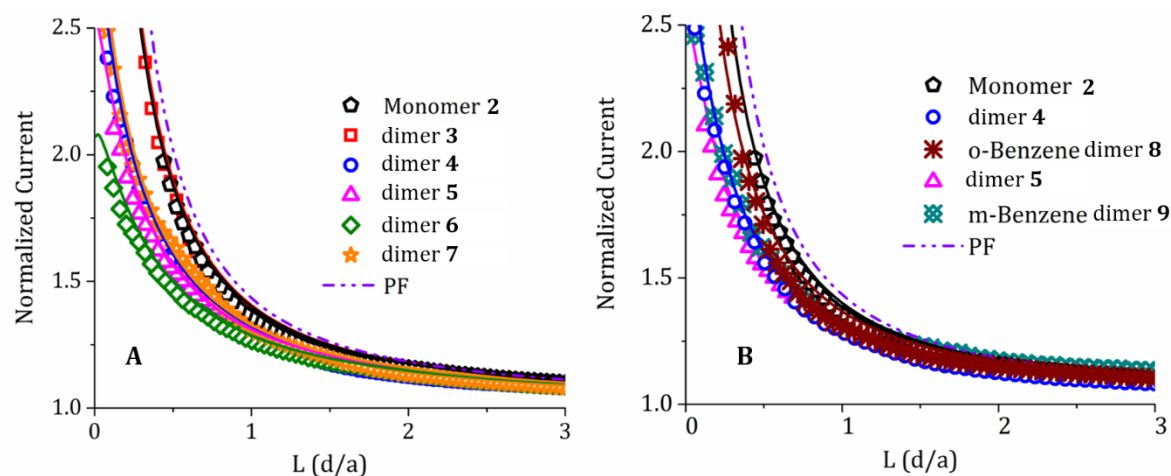 Normalized Current
2.5
2.0
1.5
1.0
Monomer 2
dimer 3
dimer 4
dimer 5
dimer 6
dimer 7
PF
A
0
1
2
3
L (d/a)
Normalized Current
2.5
2.0
1.5
1.0
Monomer 2
dimer 4
o-Benzene dimer 8
dimer 5
m-Benzene dimer 9
PF
B
0
1
2
3
L (d/a)